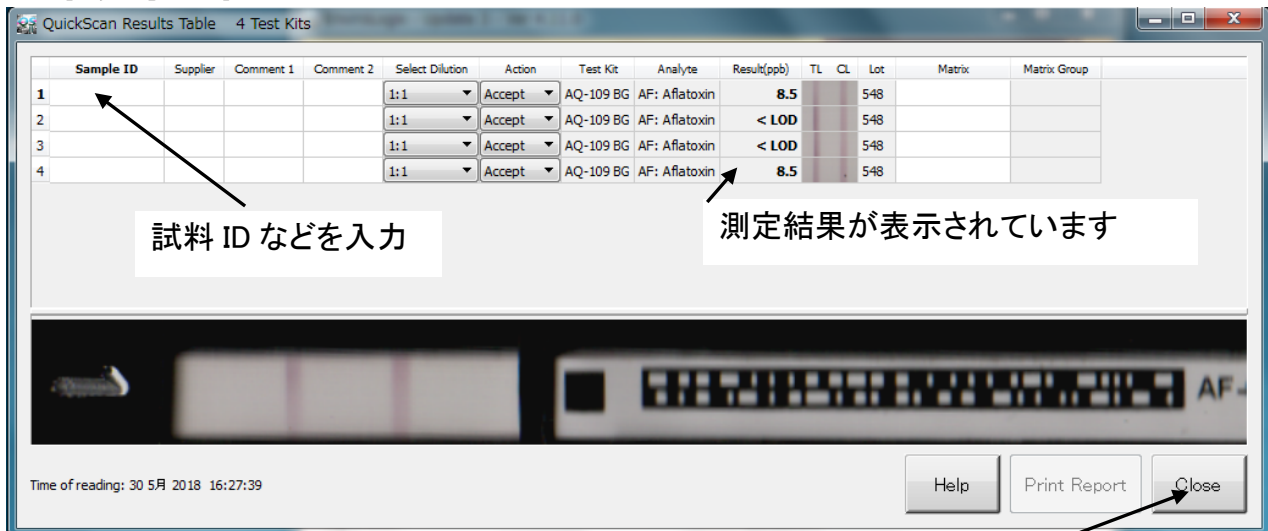 QuickScan Results Table 4 Test Kits
Sample ID Supplier Comment 1 Comment 2 Select Dilution Action Test Kit Analyte Result(ppb) TL CL Lot Matrix Matrix Group
1 1:1 Accept AQ-109 BG AF: Aflatoxin 8.5 548
2 1:1 Accept AQ-109 BG AF: Aflatoxin < LOD 548
3 1:1 Accept AQ-109 BG AF: Aflatoxin < LOD 548
4 1:1 Accept AQ-109 BG AF: Aflatoxin 8.5 548
試料 ID などを入力
測定結果が表示されています
AF-
Time of reading: 30 5月 2018 16:27:39
Help Print Report Close